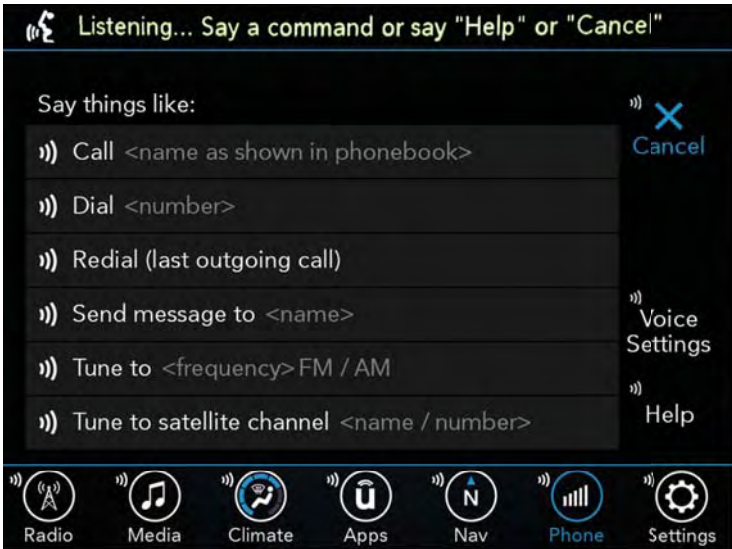 Listening... Say a command or say "Help" or "Cancel"
Say things like:
Call <name as shown in phonebook>
Dial <number>
Redial (last outgoing call)
Send message to <name>
Tune to <frequency> FM / AM
Tune to satellite channel <name / number>
Cancel
Voice
Settings
Help
û
N
Radio
Media
Climate
Apps
Nav
Phone
Settings